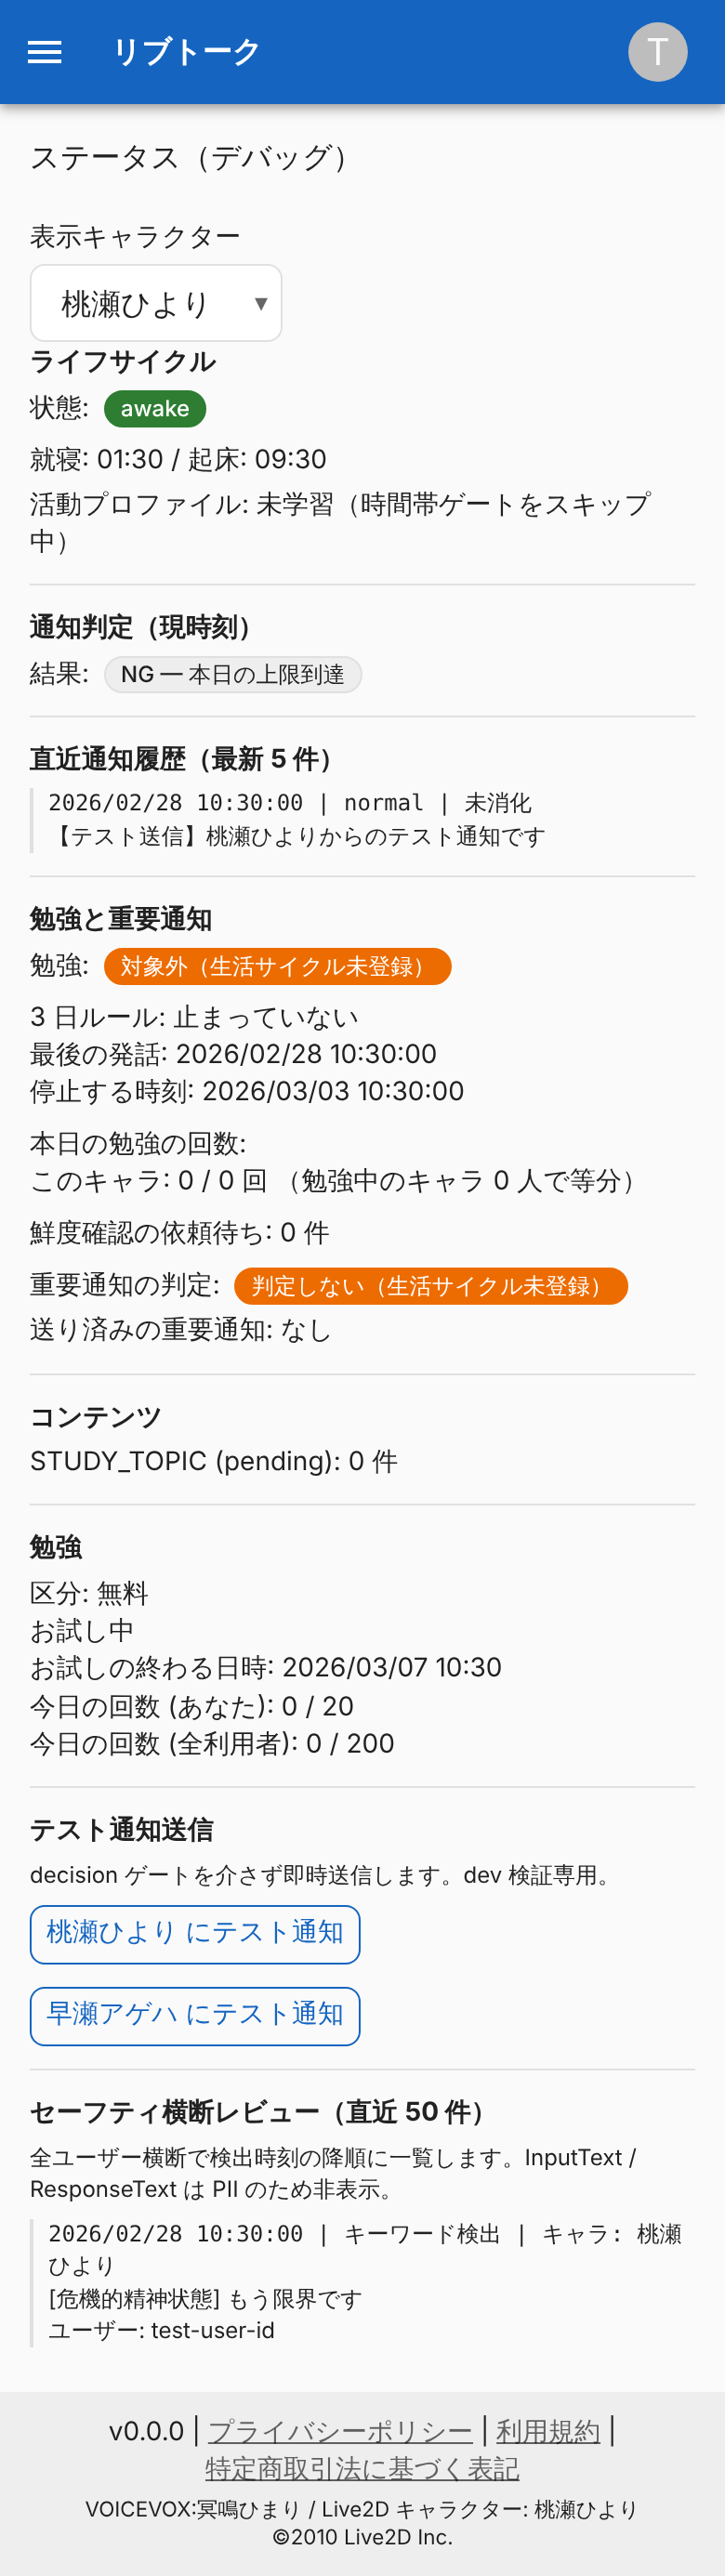 リブトーク
T
ステータス（デバッグ）
表示キャラクター
桃瀬ひより ▼
ライフサイクル
状態: awake
就寝: 01:30 / 起床: 09:30
活動プロファイル: 未学習（時間帯ゲートをスキップ
中）
通知判定（現時刻）
結果: NG — 本日の上限到達
直近通知履歴（最新 5 件）
2026/02/28 10:30:00 | normal | 未消化
【テスト送信】桃瀬ひよりからのテスト通知です
勉強と重要通知
勉強: 対象外（生活サイクル未登録）
3 日ルール: 止まっていない
最後の発話: 2026/02/28 10:30:00
停止する時刻: 2026/03/03 10:30:00
本日の勉強の回数:
このキャラ: 0 / 0 回 （勉強中のキャラ 0 人で等分）
鮮度確認の依頼待ち: 0 件
重要通知の判定: 判定しない（生活サイクル未登録）
送り済みの重要通知: なし
コンテンツ
STUDY_TOPIC (pending): 0 件
勉強
区分: 無料
お試し中
お試しの終わる日時: 2026/03/07 10:30
今日の回数 (あなた): 0 / 20
今日の回数 (全利用者): 0 / 200
テスト通知送信
decision ゲートを介さず即時送信します。dev 検証専用。
桃瀬ひより にテスト通知
早瀬アゲハ にテスト通知
セーフティ横断レビュー（直近 50 件）
全ユーザー横断で検出時刻の降順に一覧します。InputText /
ResponseText は PII のため非表示。
2026/02/28 10:30:00 | キーワード検出 | キャラ: 桃瀬
ひより
[危機的精神状態] もう限界です
ユーザー: test-user-id
v0.0.0 | プライバシーポリシー | 利用規約 |
特定商取引法に基づく表記
VOICEVOX:冥鳴ひまり / Live2D キャラクター: 桃瀬ひより
©2010 Live2D Inc.